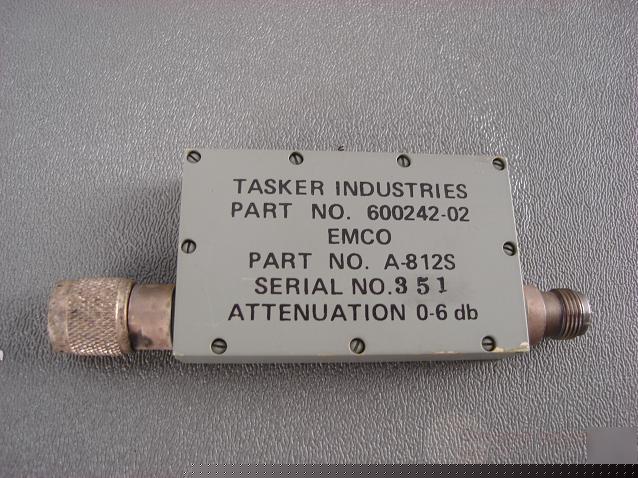 TASKER INDUSTRIES
PART NO. 600242-02
EMCO
PART NO. A-812S
SERIAL NO. 351
ATTENUATION 0-6 db